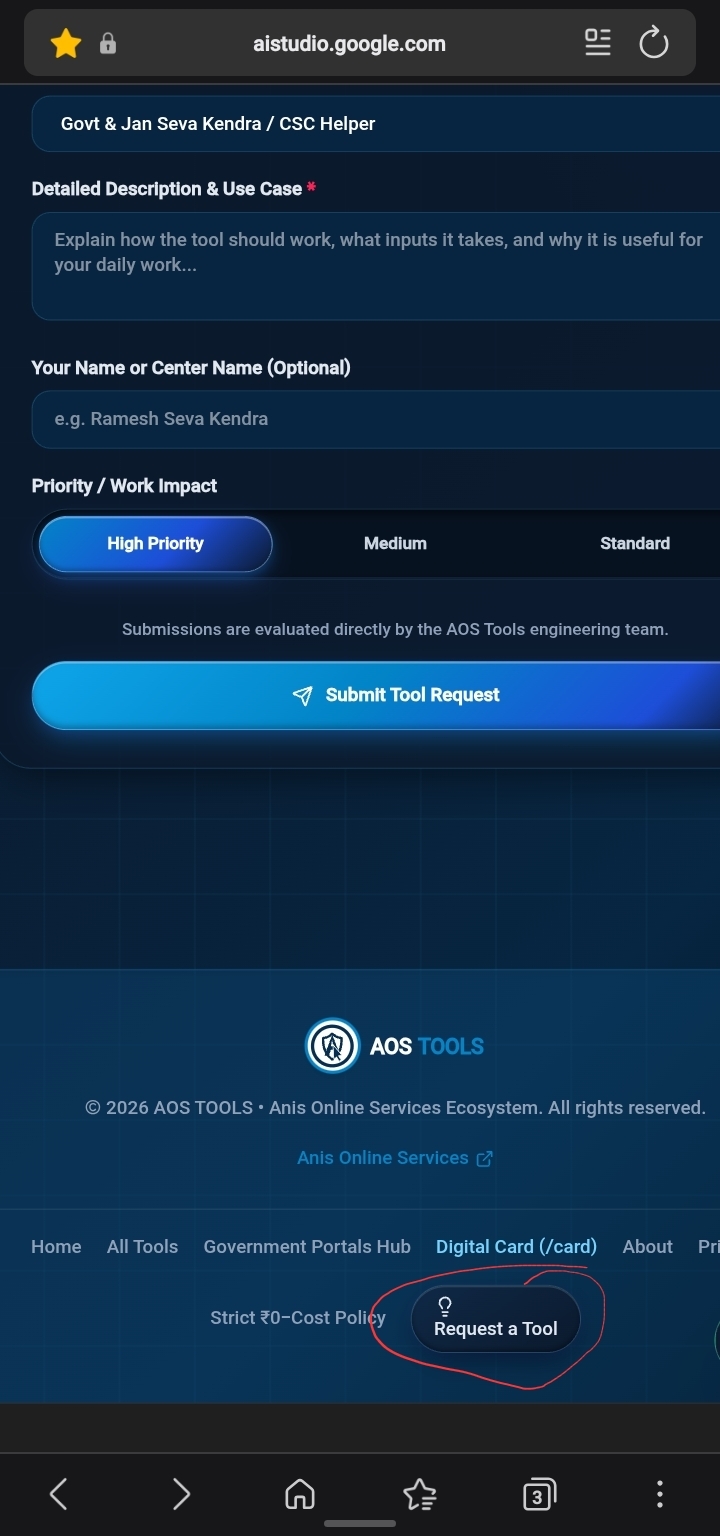 aistudio.google.com
Govt & Jan Seva Kendra / CSC Helper
Detailed Description & Use Case *
Explain how the tool should work, what inputs it takes, and why it is useful for
your daily work...
Your Name or Center Name (Optional)
e.g. Ramesh Seva Kendra
Priority / Work Impact
High Priority Medium Standard
Submissions are evaluated directly by the AOS Tools engineering team.
Submit Tool Request
AOS TOOLS
© 2026 AOS TOOLS • Anis Online Services Ecosystem. All rights reserved.
Anis Online Services
Home All Tools Government Portals Hub Digital Card (/card) About Pri
Strict ₹0-Cost Policy Request a Tool
3